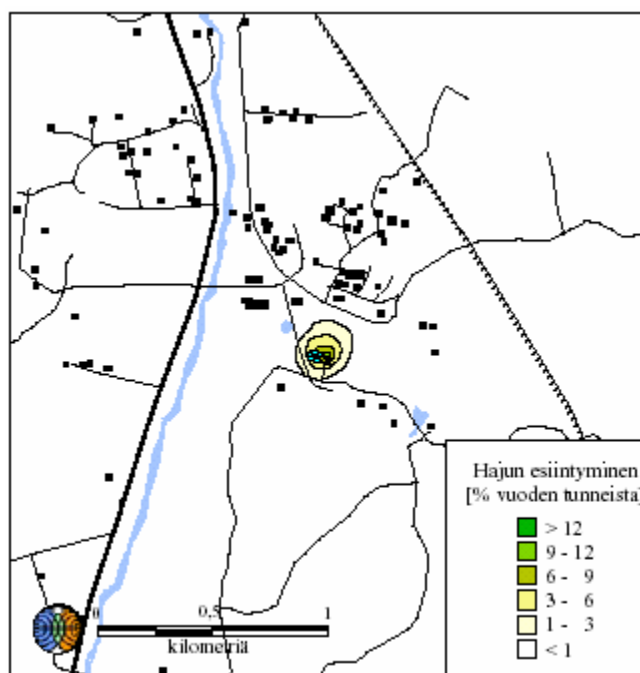 Hajun esiintyminen
[% vuoden tunneista]
> 12
9 - 12
6 - 9
3 - 6
1 - 3
< 1
0 0,5 1
kilometriä